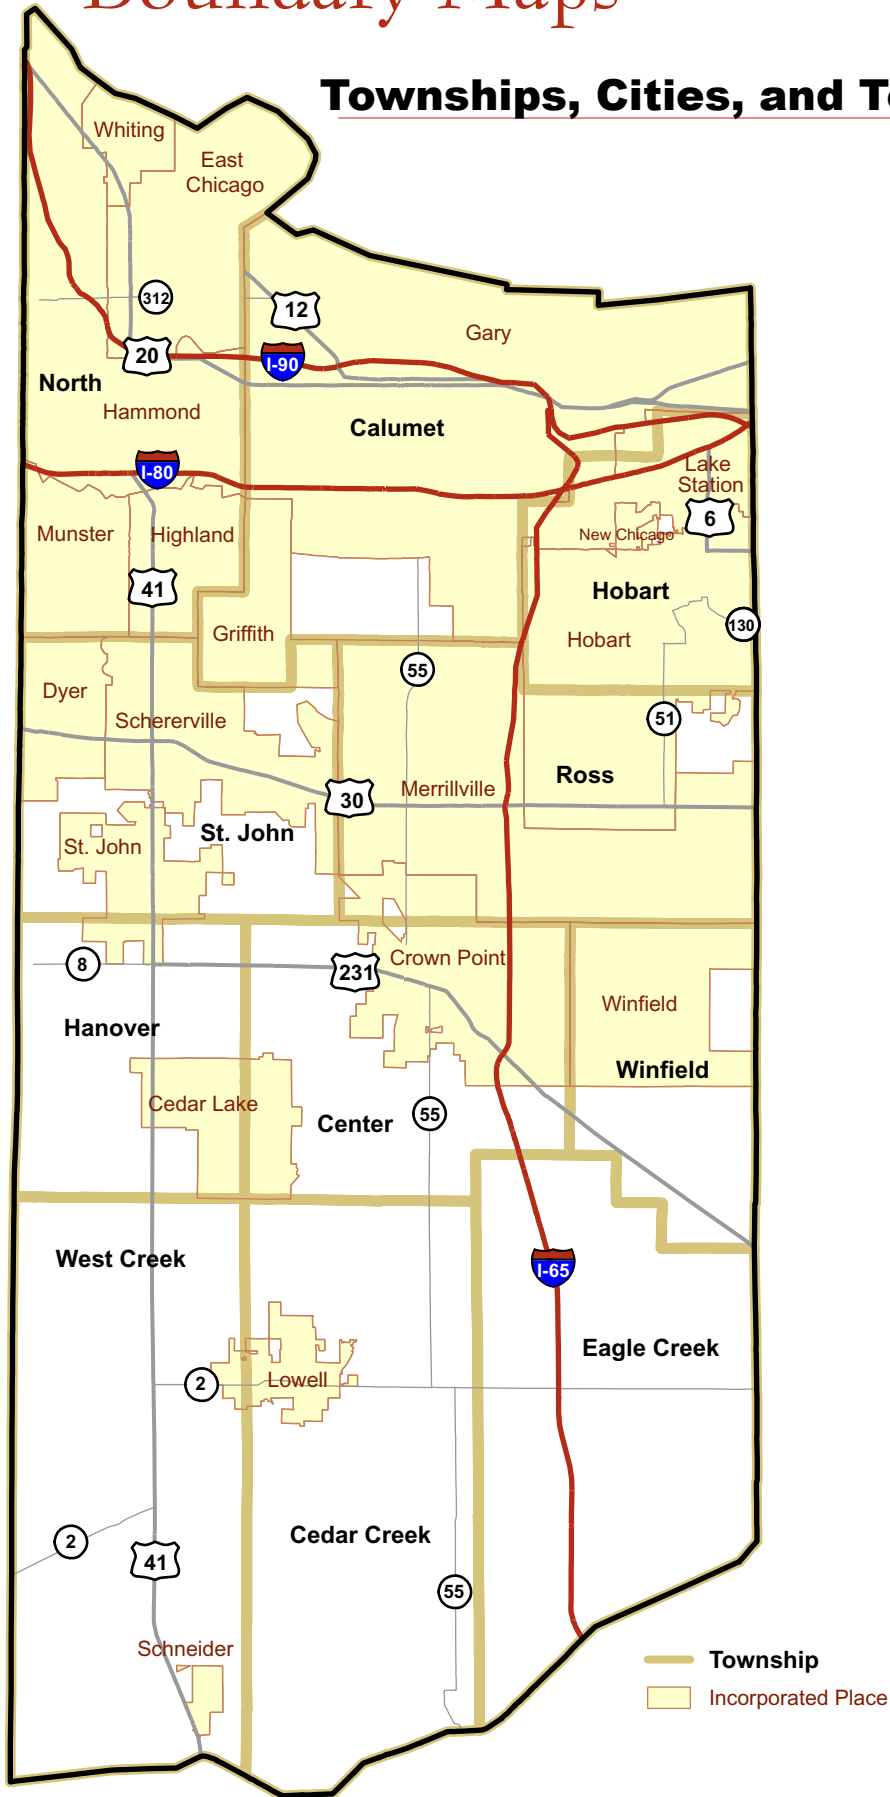 Boundary Maps
Townships, Cities, and To
Whiting
East
Chicago
312
12
Gary
20
I-90
North
Hammond
Calumet
I-80
Lake
Station
6
Munster
Highland
New Chicago
41
Hobart
130
Griffith
Hobart
55
Dyer
Schererville
51
Ross
30
Merrillville
St. John
St. John
8
231
Crown Point
Winfield
Hanover
Winfield
Cedar Lake
55
Center
West Creek
I-65
Eagle Creek
2
Lowell
2
41
Cedar Creek
55
Schneider
Township
Incorporated Place